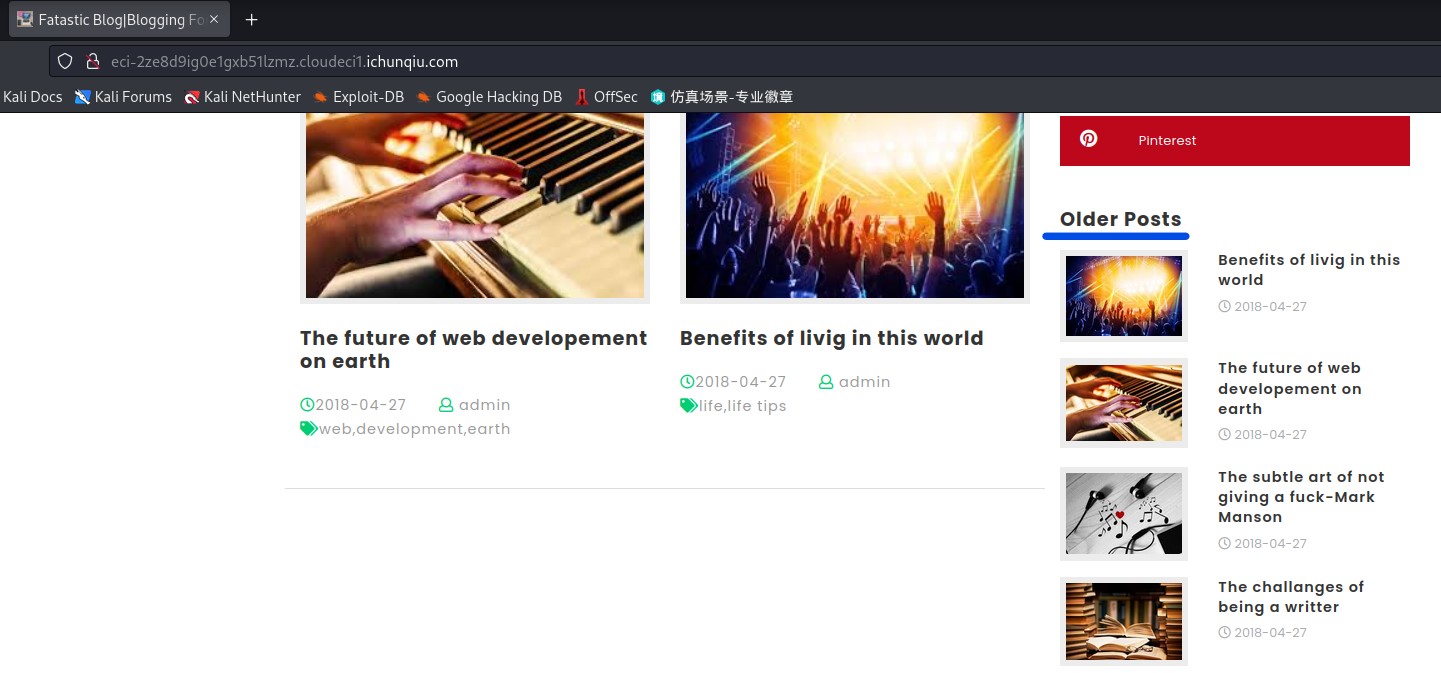 Fatastic Blog|Blogging Fo
eci-2ze8d9ig0e1gxb51lzmz.cloudeci1.ichunqiu.com
Kali Docs Kali Forums Kali NetHunter Exploit-DB Google Hacking DB OffSec 仿真场景-专业徽章
The future of web developement
on earth
2018-04-27 admin
web,development,earth
Benefits of livig in this world
2018-04-27 admin
life,life tips
Pinterest
Older Posts
Benefits of livig in this
world
2018-04-27
The future of web
developement on
earth
2018-04-27
The subtle art of not
giving a fuck-Mark
Manson
2018-04-27
The challanges of
being a writter
2018-04-27